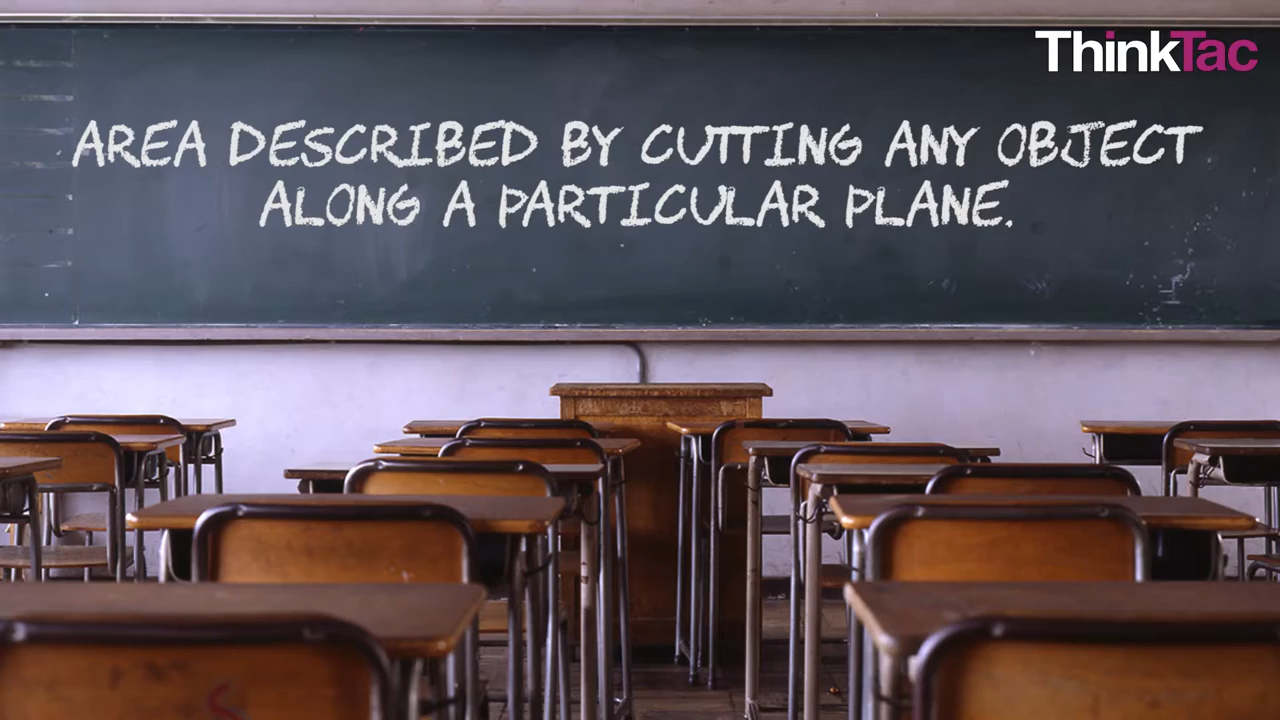 ThinkTac
AREA DESCRIBED BY CUTTING ANY OBJECT
ALONG A PARTICULAR PLANE.